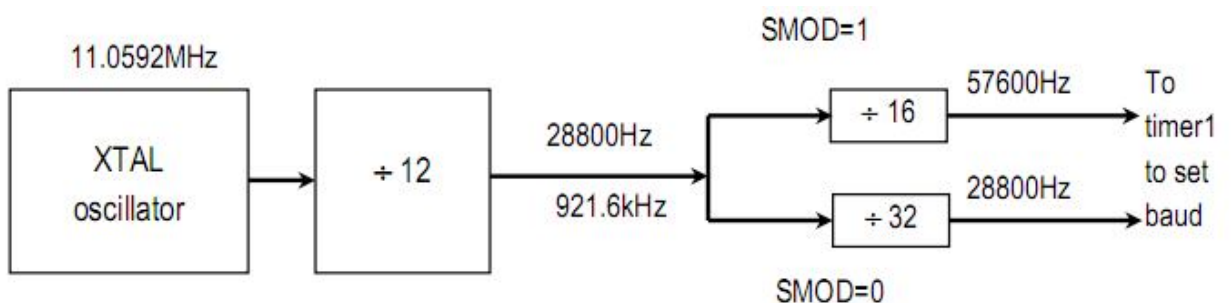 SMOD=1
11.0592MHz
XTAL
oscillator
÷ 12
28800Hz
921.6kHz
÷ 16
57600Hz
÷ 32
28800Hz
To
timer1
to set
baud
SMOD=0